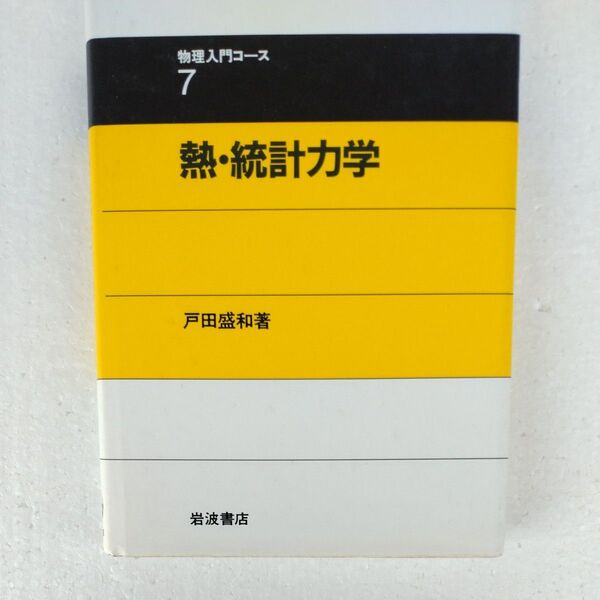 物理入門コース
7
熱・統計力学
戸田盛和著
岩波書店